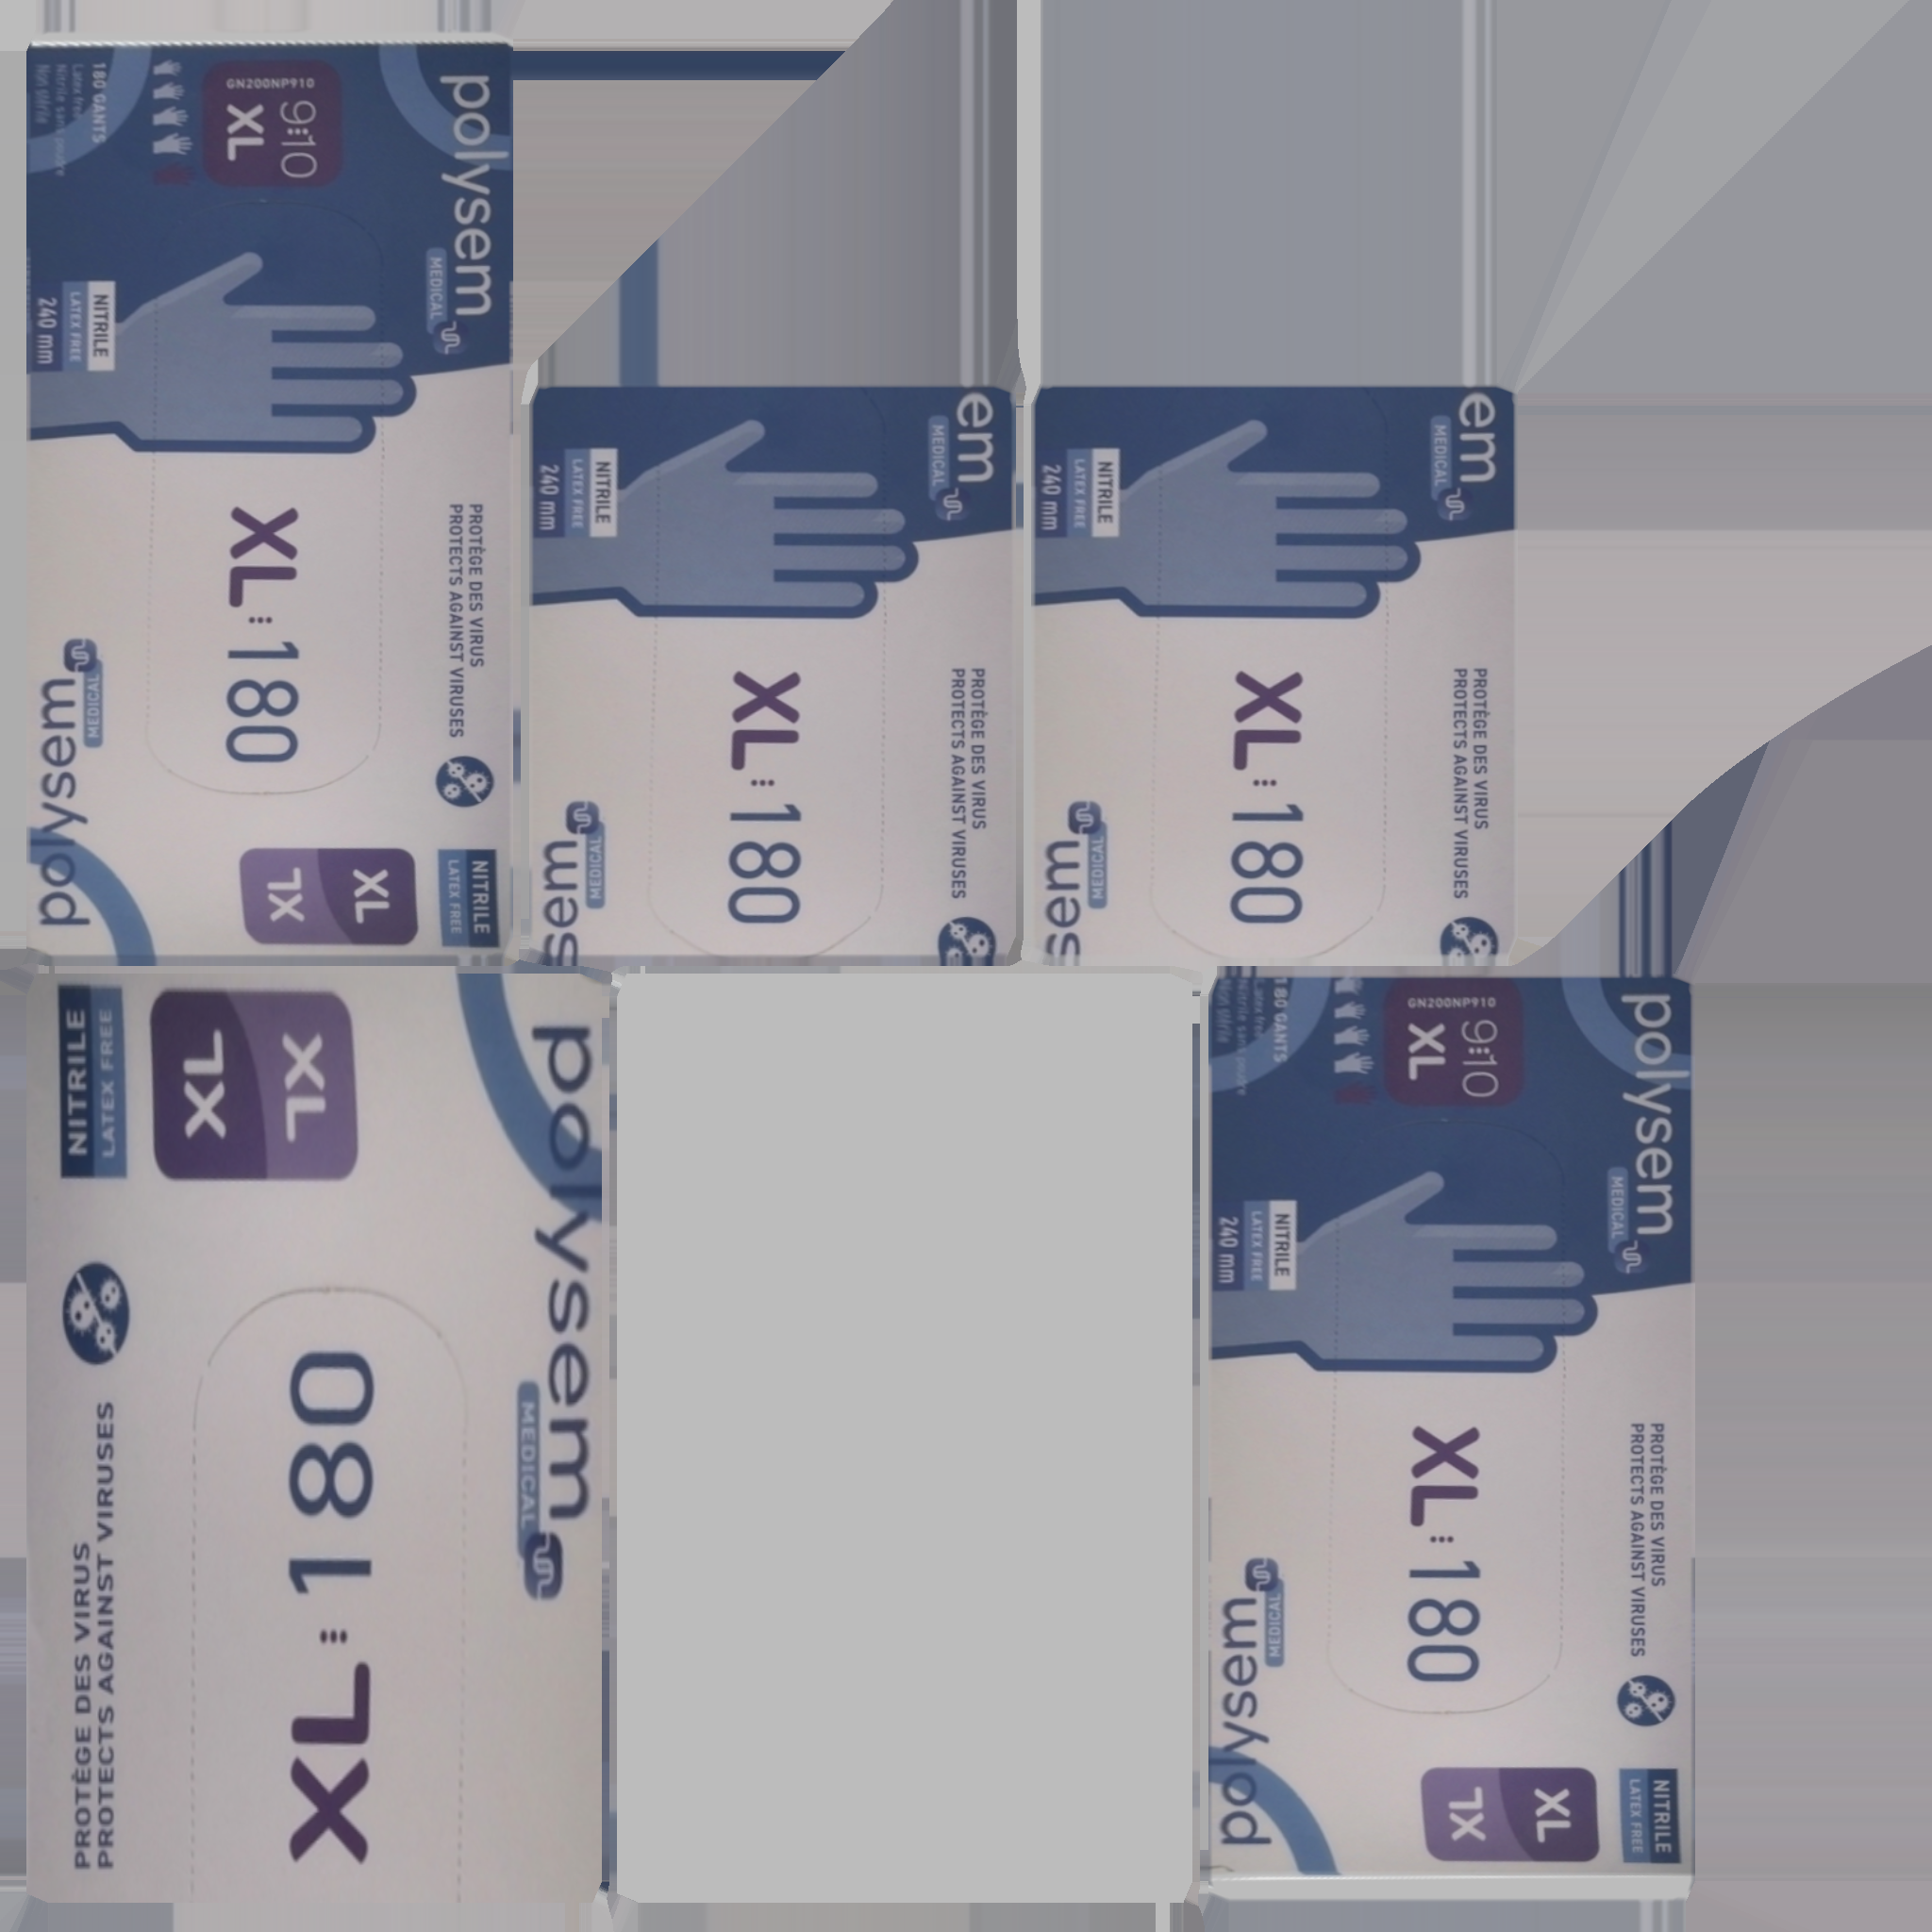 polysem
MEDICAL
GN200NP910
9:10
XL
180 GANTS
Latex free
Nitrile sans poudre
Non stérile
NITRILE
LATEX FREE
240 mm
PROTÈGE DES VIRUS
PROTECTS AGAINST VIRUSES
XL 180
polysem
MEDICAL
XL
XL
NITRILE
LATEX FREE
em
MEDICAL
NITRILE
LATEX FREE
240 mm
PROTÈGE DES VIRUS
PROTECTS AGAINST VIRUSES
XL 180
sem
MEDICAL
em
MEDICAL
NITRILE
LATEX FREE
240 mm
PROTÈGE DES VIRUS
PROTECTS AGAINST VIRUSES
XL 180
sem
MEDICAL
NITRILE
LATEX FREE
XL
XL
polysem
MEDICAL
XL 180
PROTÈGE DES VIRUS
PROTECTS AGAINST VIRUSES
polysem
MEDICAL
GN200NP910
9:10
XL
180 GANTS
Latex free
Nitrile sans poudre
Non stérile
NITRILE
LATEX FREE
240 mm
PROTÈGE DES VIRUS
PROTECTS AGAINST VIRUSES
XL 180
polysem
MEDICAL
XL
XL
NITRILE
LATEX FREE